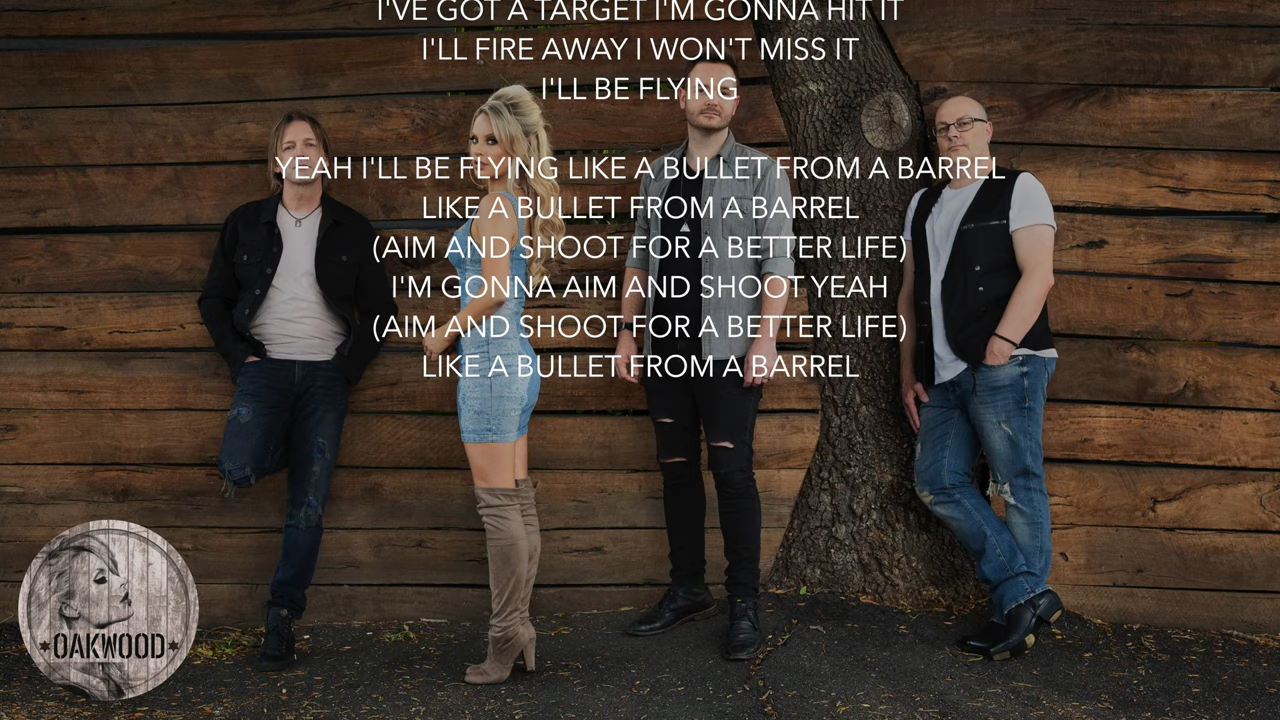 I'VE GOT A TARGET I'M GONNA HIT IT
I'LL FIRE AWAY I WON'T MISS IT
I'LL BE FLYING
YEAH I'LL BE FLYING LIKE A BULLET FROM A BARREL
LIKE A BULLET FROM A BARREL
(AIM AND SHOOT FOR A BETTER LIFE)
I'M GONNA AIM AND SHOOT YEAH
(AIM AND SHOOT FOR A BETTER LIFE)
LIKE A BULLET FROM A BARREL
OAKWOOD